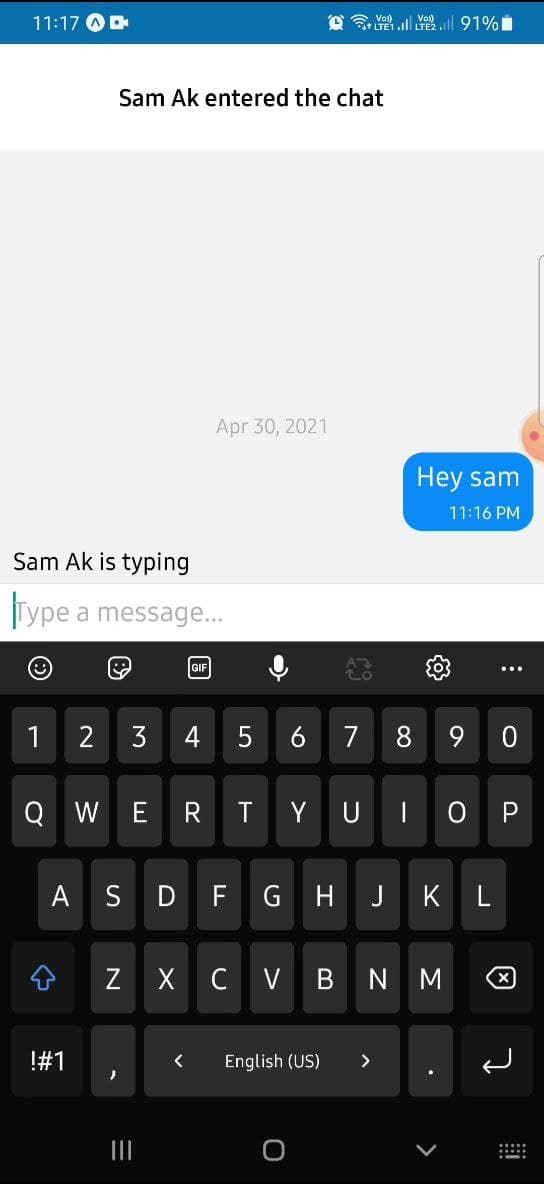 11:17 Vo)) LTE1 Vo)) LTE2 91%
Sam Ak entered the chat
Apr 30, 2021
Hey sam
11:16 PM
Sam Ak is typing
Type a message...
GIF
1 2 3 4 5 6 7 8 9 0
Q W E R T Y U I O P
A S D F G H J K L
Z X C V B N M
!#1 , < English (US) > .